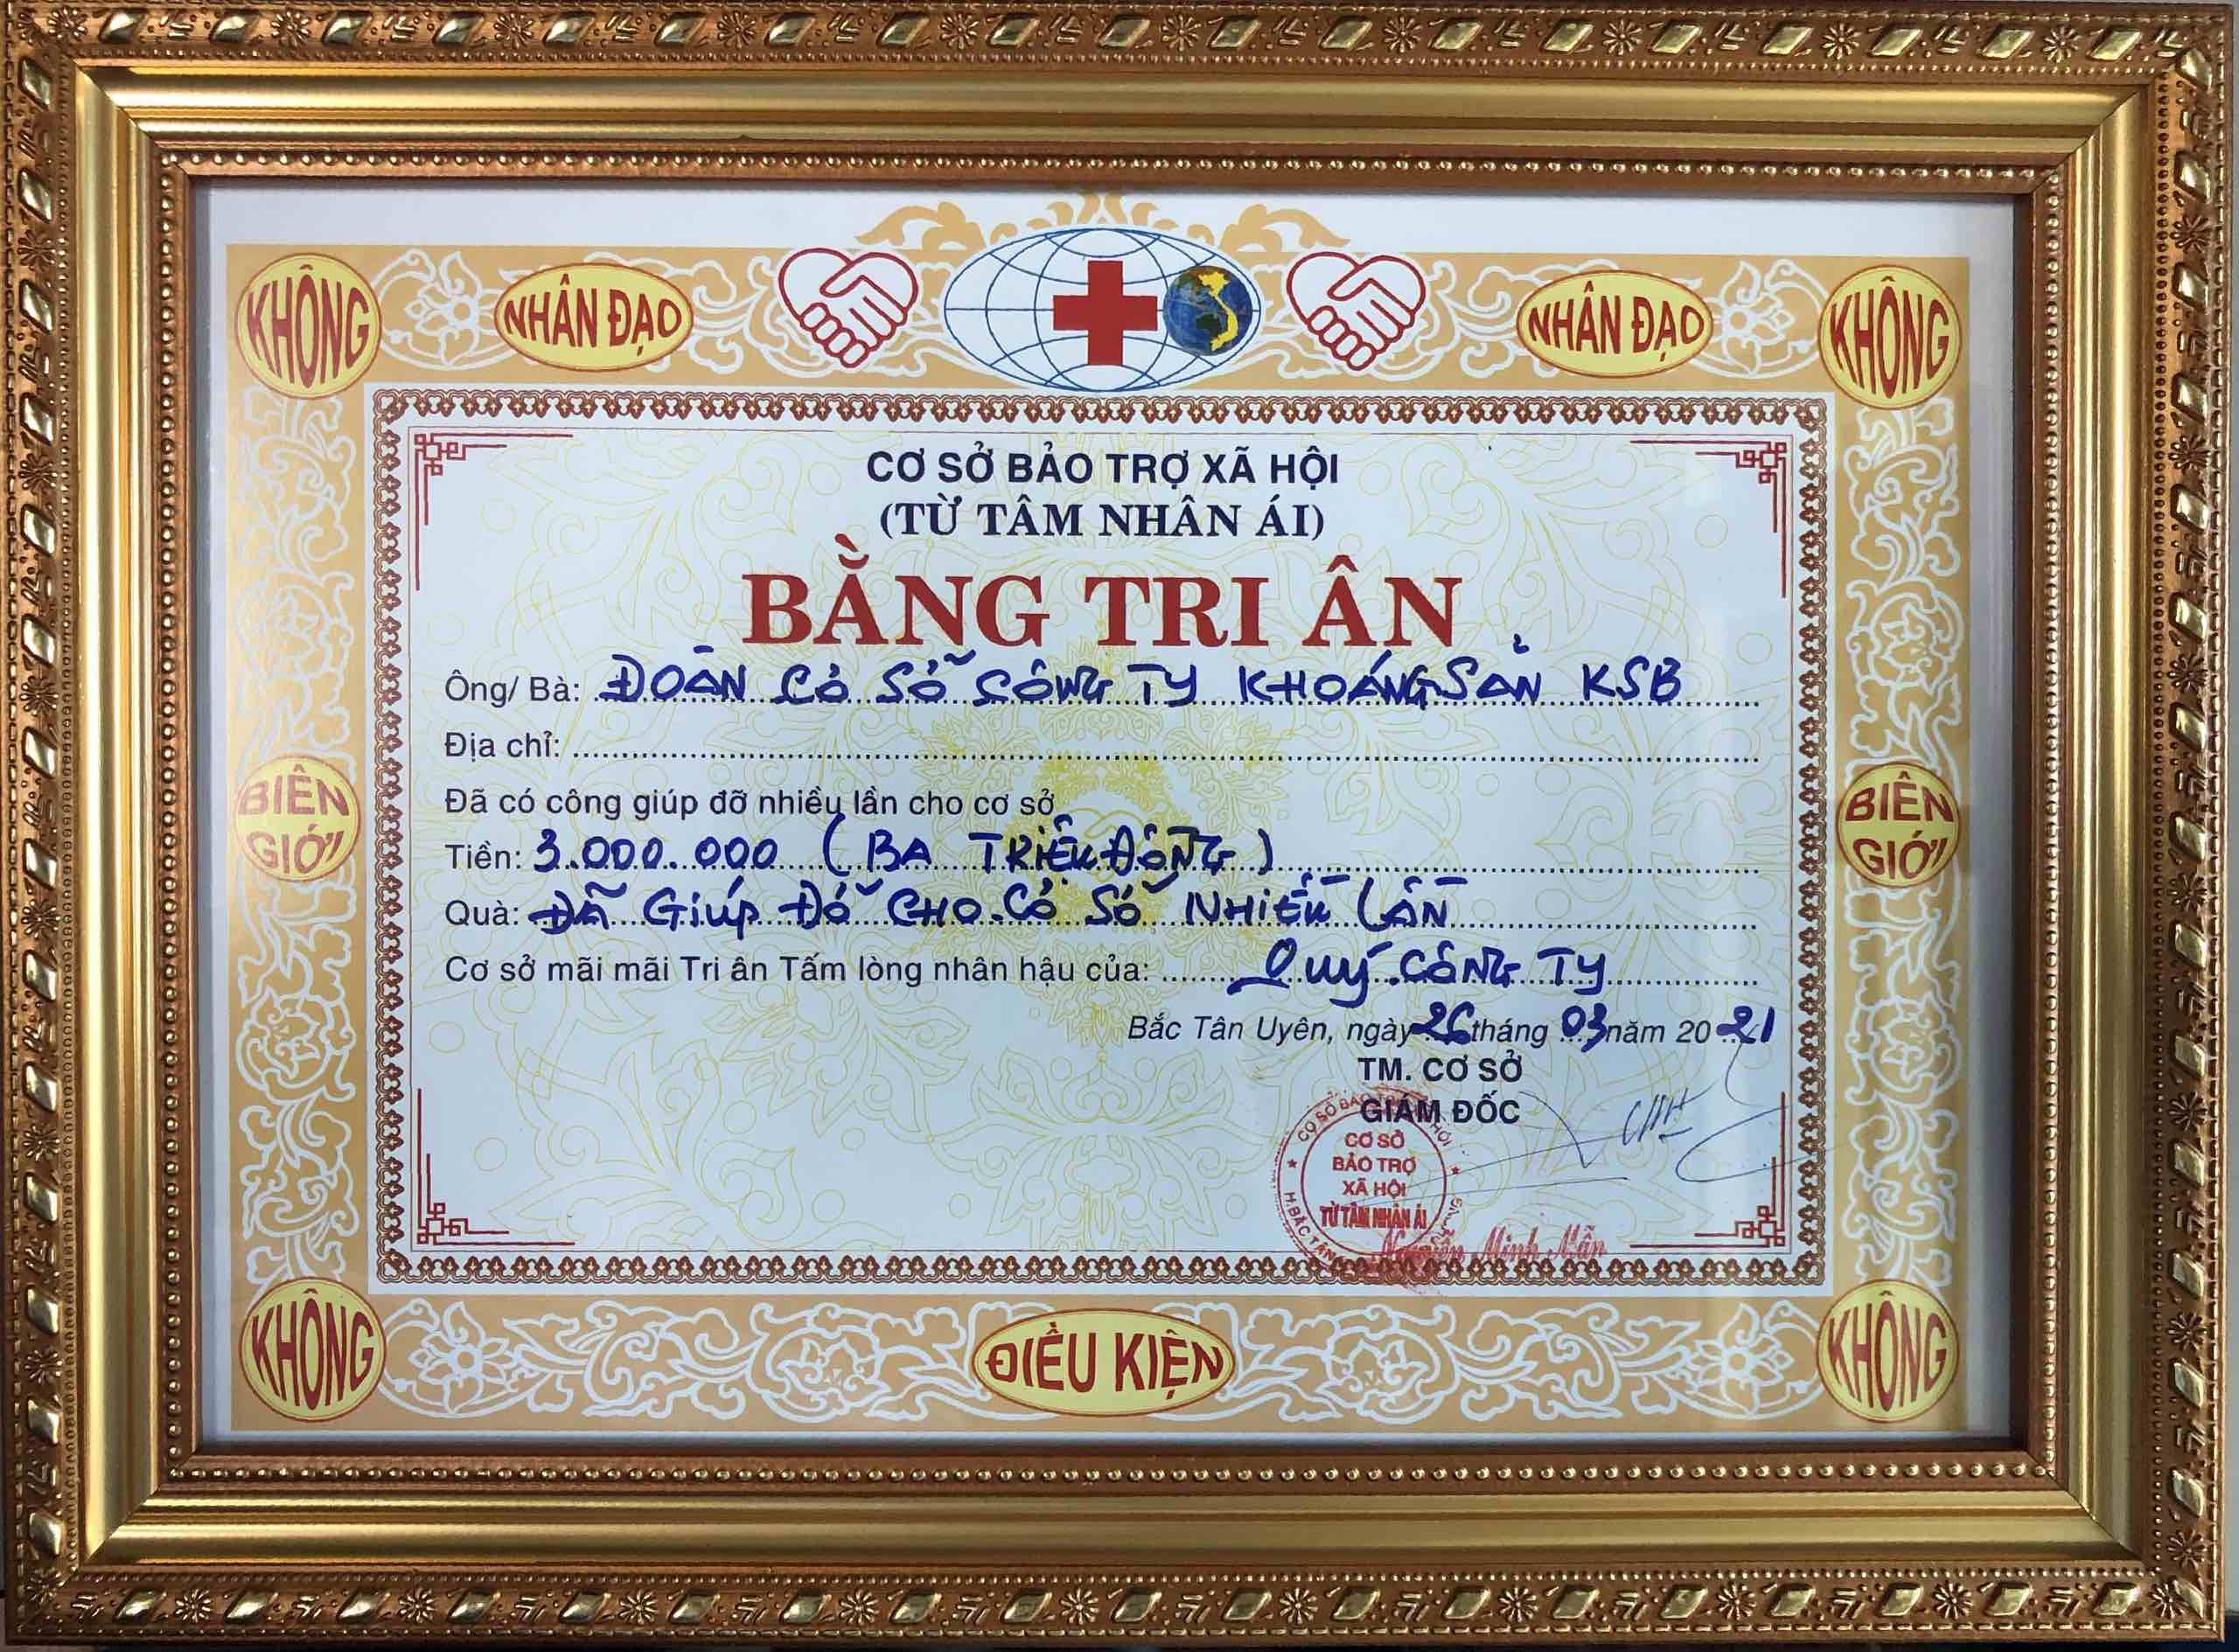 KHÔNG NHÂN ĐẠO NHÂN ĐẠO KHÔNG
CƠ SỞ BẢO TRỢ XÃ HỘI
(TỪ TÂM NHÂN ÁI)
BẰNG TRI ÂN
Ông/ Bà: ĐOÀN CƠ SỞ CÔNG TY KHOÁNG SẢN KSB
Địa chỉ:
Đã có công giúp đỡ nhiều lần cho cơ sở
BIÊN GIỚI
BIÊN GIỚI
Tiền: 3.000.000 (BA TRIỆU ĐỒNG)
Quà: ĐÃ GIÚP ĐỠ CHO CƠ SỞ NHIỀU LẦN
Cơ sở mãi mãi Tri ân Tấm lòng nhân hậu của: Quý CÔNG TY
Bắc Tân Uyên, ngày 26 tháng 03 năm 2021
TM. CƠ SỞ
GIÁM ĐỐC
CƠ SỞ
BẢO TRỢ
XÃ HỘI
TỪ TÂM NHÂN ÁI
Nguyễn Minh Mẫn
KHÔNG ĐIỀU KIỆN KHÔNG